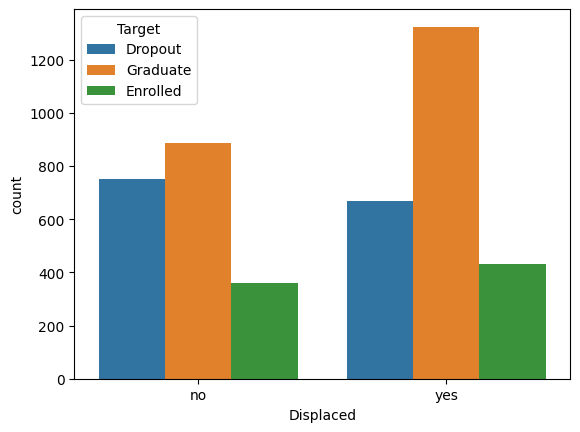 Target
Dropout
Graduate
Enrolled
1200
1000
800
600
400
200
0
count
no
yes
Displaced